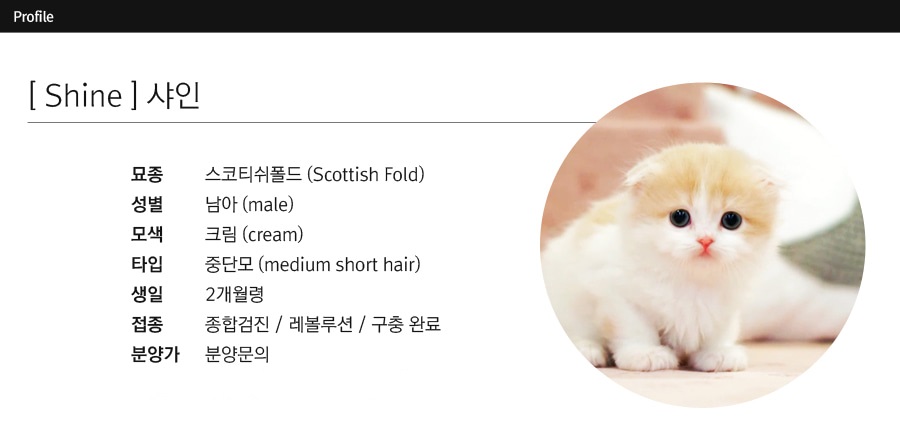 Profile
[ Shine ] 샤인
묘종 스코티쉬폴드 (Scottish Fold)
성별 남아 (male)
모색 크림 (cream)
타입 중단모 (medium short hair)
생일 2개월령
접종 종합검진 / 레볼루션 / 구충 완료
분양가 분양문의